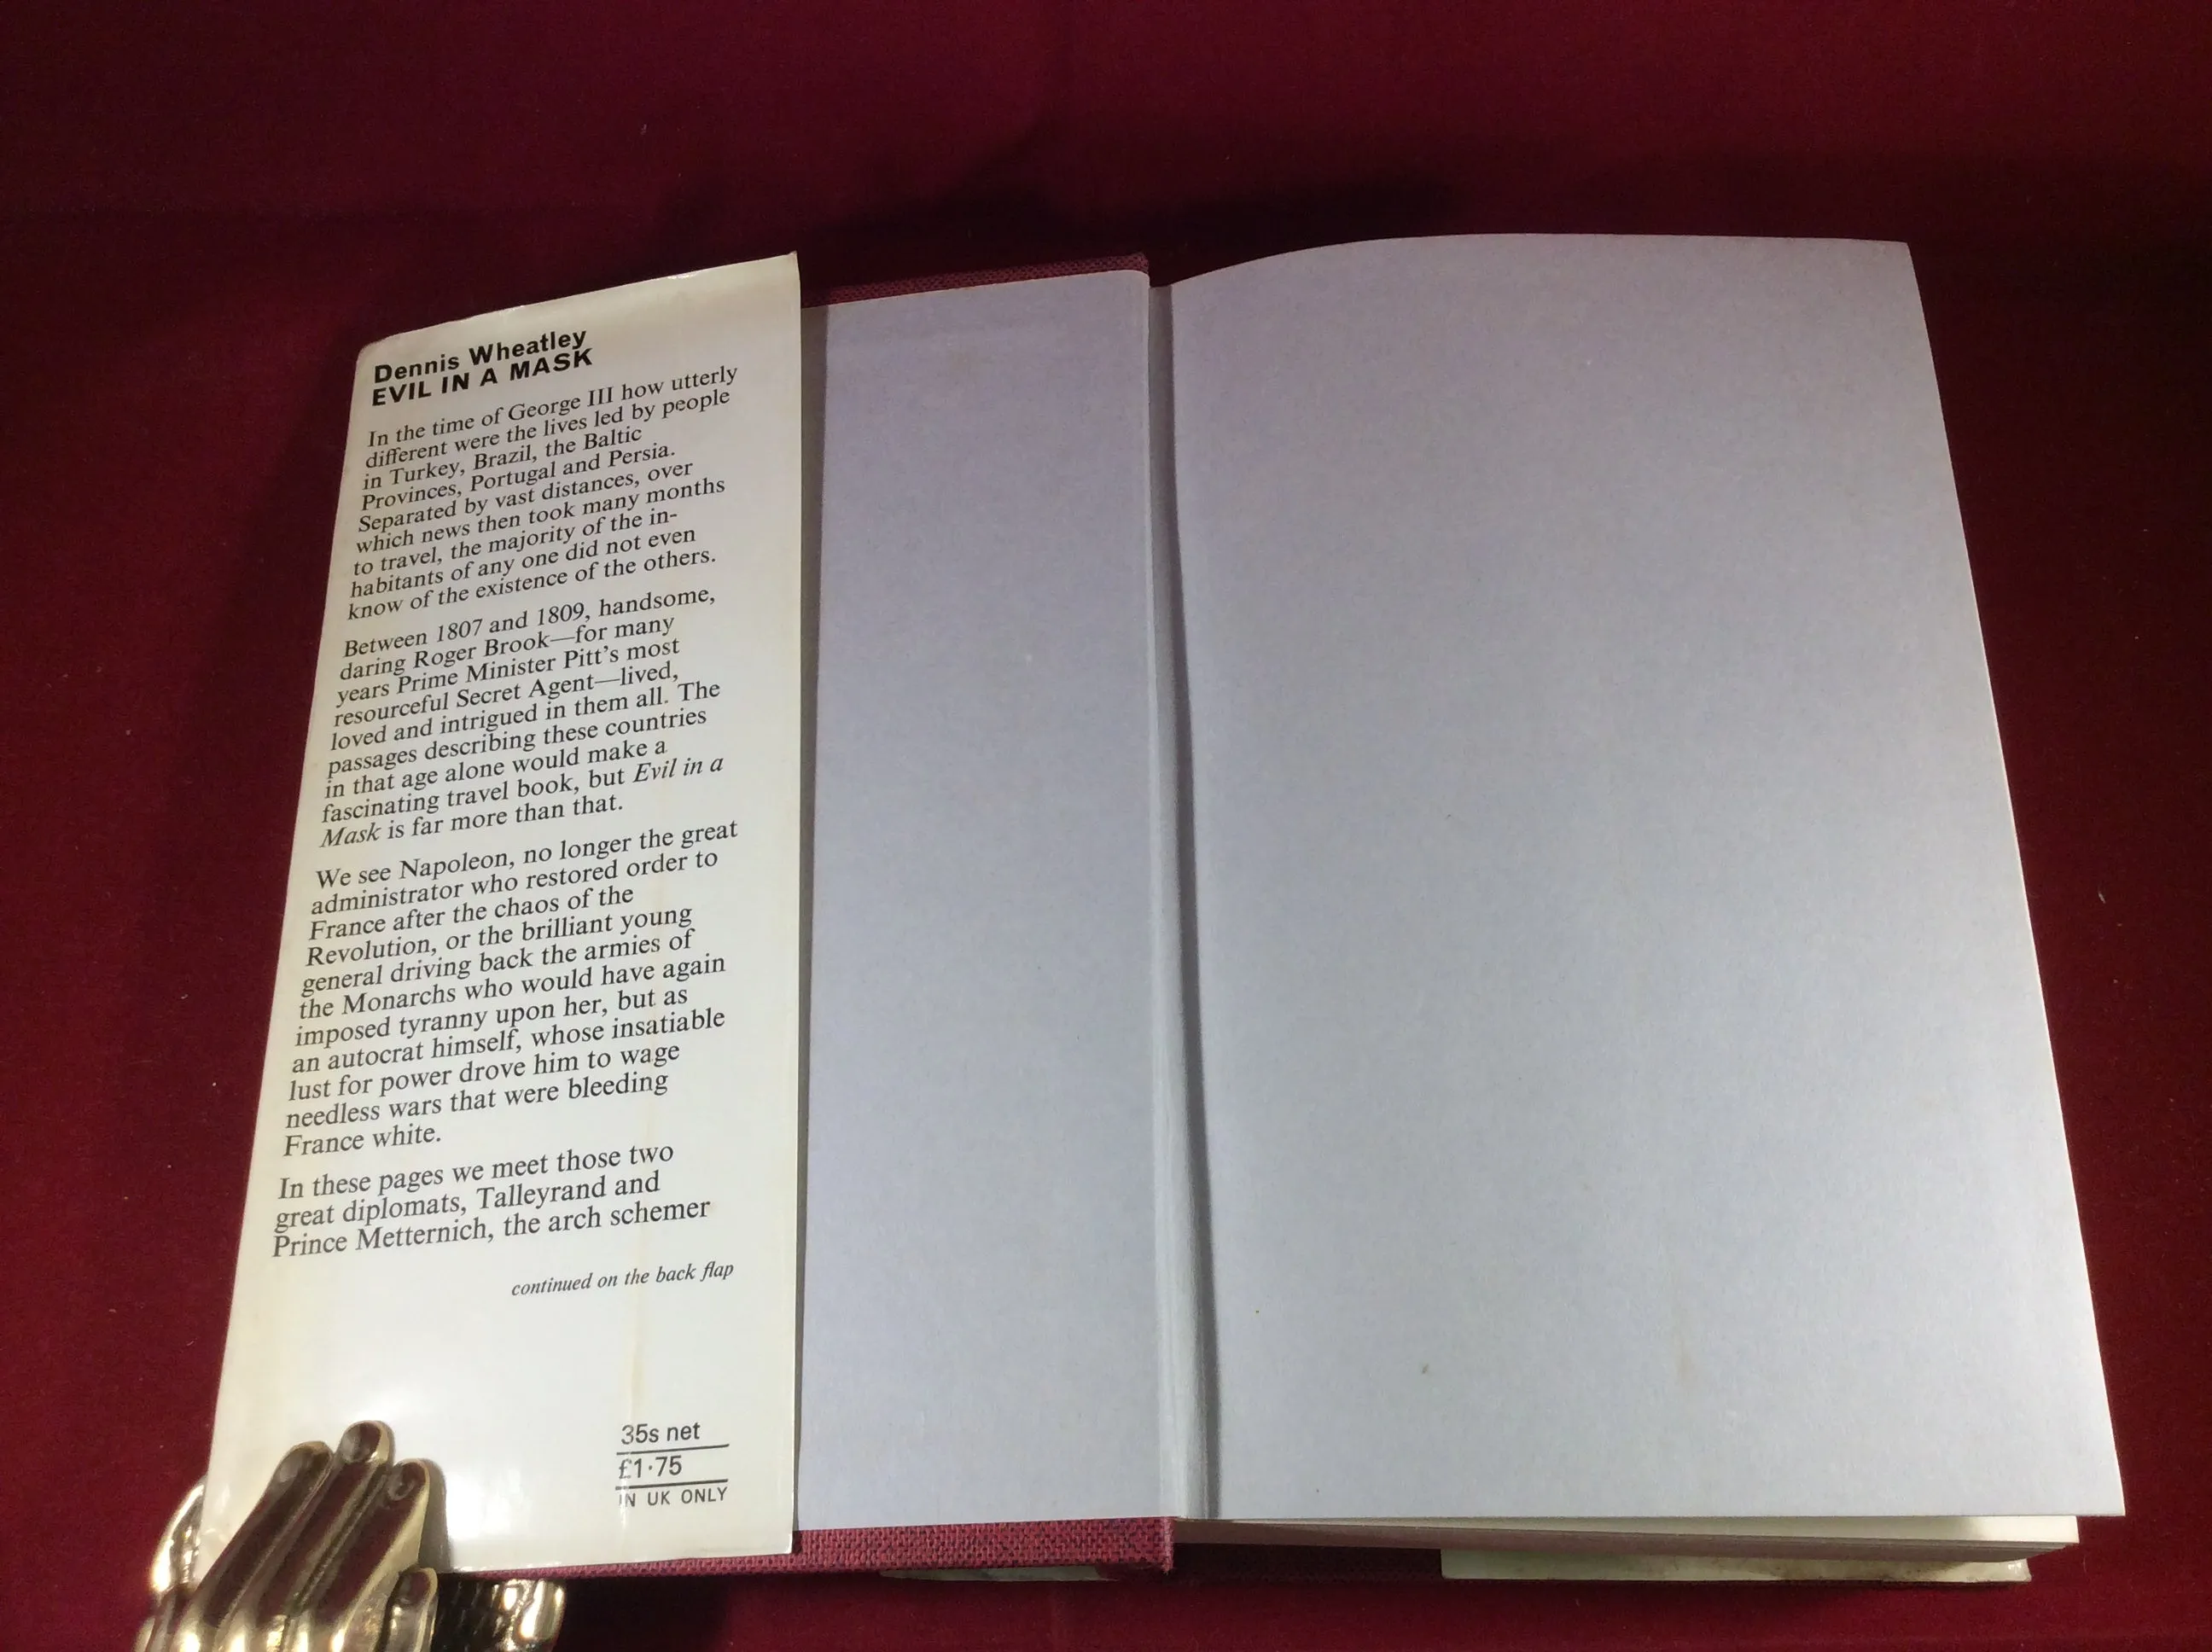 Dennis Wheatley
EVIL IN A MASK
In the time of George III how utterly
different were the lives led by people
in Turkey, Brazil, the Baltic
Provinces, Portugal and Persia.
Separated by vast distances, over
which news then took many months
to travel, the majority of the in-
habitants of any one did not even
know of the existence of the others.
Between 1807 and 1809, handsome,
daring Roger Brook—for many
years Prime Minister Pitt's most
resourceful Secret Agent—lived,
loved and intrigued in them all. The
passages describing these countries
in that age alone would make a
fascinating travel book, but Evil in a
Mask is far more than that.
We see Napoleon, no longer the great
administrator who restored order to
France after the chaos of the
Revolution, or the brilliant young
general driving back the armies of
the Monarchs who would have again
imposed tyranny upon her, but as
an autocrat himself, whose insatiable
lust for power drove him to wage
needless wars that were bleeding
France white.
In these pages we meet those two
great diplomats, Talleyrand and
Prince Metternich, the arch schemer
continued on the back flap
35s net
£1·75
IN UK ONLY